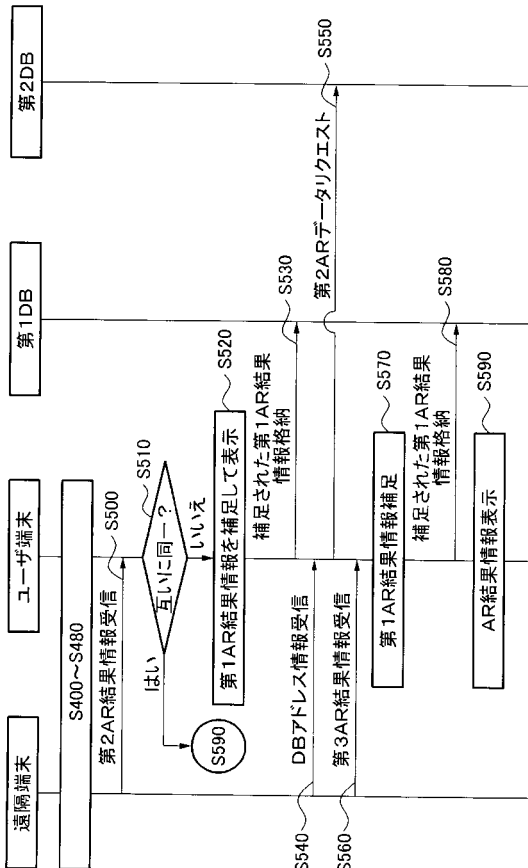 遠隔端末
ユーザ端末
第1DB
第2DB
S400～S480
第2AR結果情報受信
S500
互いに同一？
S510
はい
いいえ
S590
第1AR結果情報を補足して表示
S520
補足された第1AR結果
情報格納
S530
DBアドレス情報受信
S540
第2ARデータリクエスト
S550
第3AR結果情報受信
S560
第1AR結果情報補足
S570
補足された第1AR結果
情報格納
S580
AR結果情報表示
S590